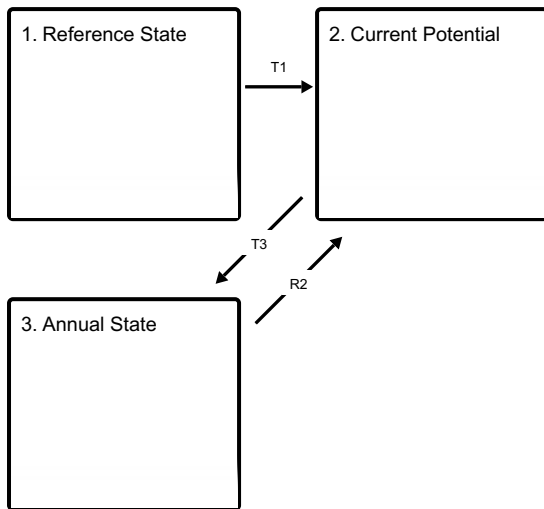 1. Reference State
2. Current Potential
T1
T3
R2
3. Annual State